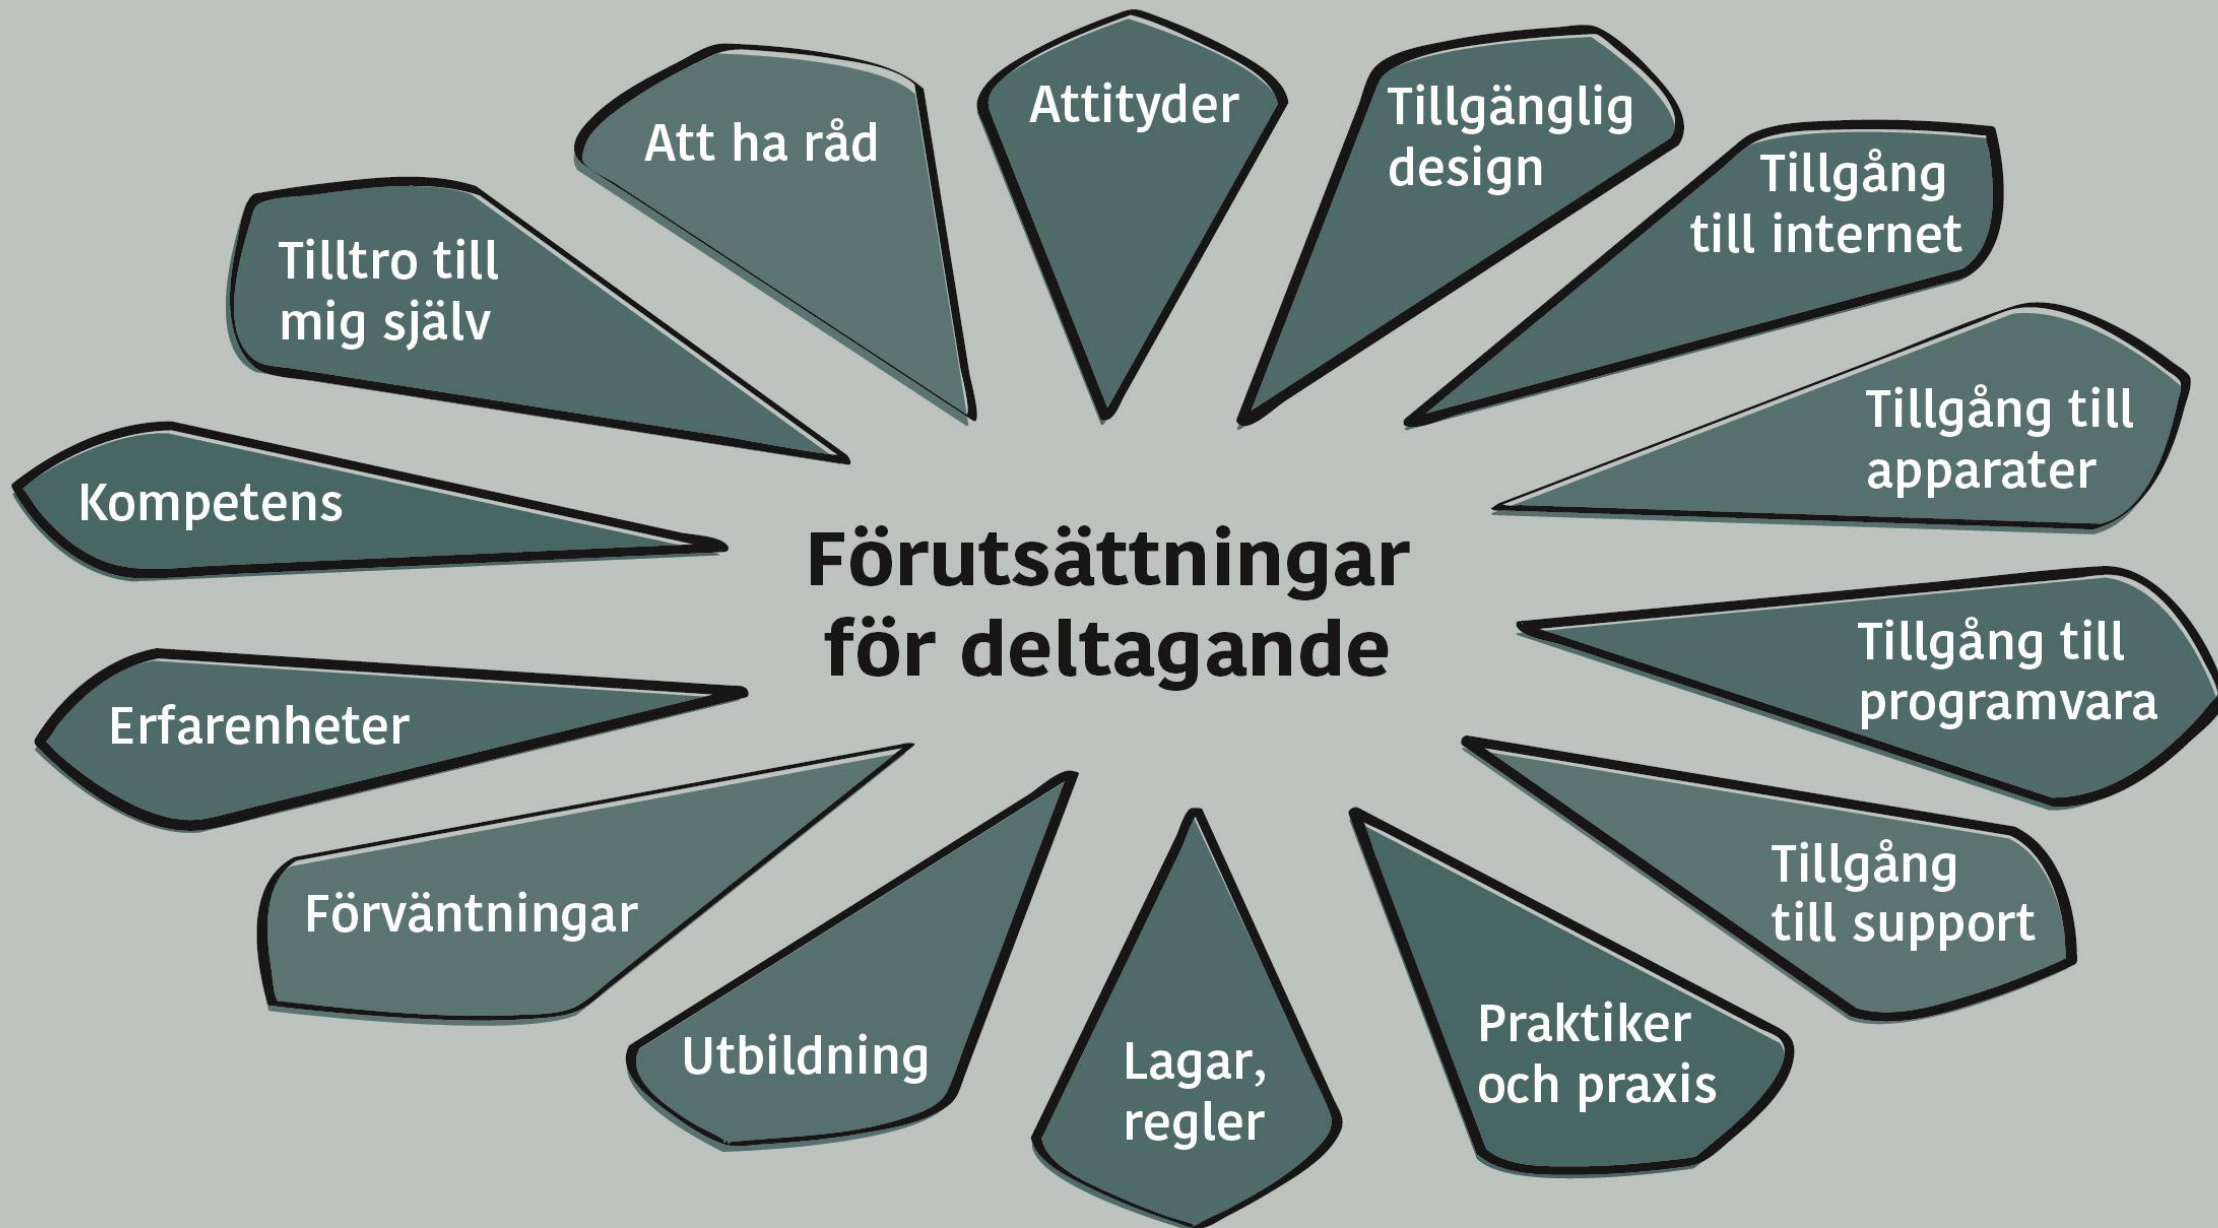 Förutsättningar
för deltagande
Attityder
Tillgänglig
design
Tillgång
till internet
Tillgång till
apparater
Tillgång till
programvara
Tillgång
till support
Praktiker
och praxis
Lagar,
regler
Utbildning
Förväntningar
Erfarenheter
Kompetens
Tilltro till
mig själv
Att ha råd